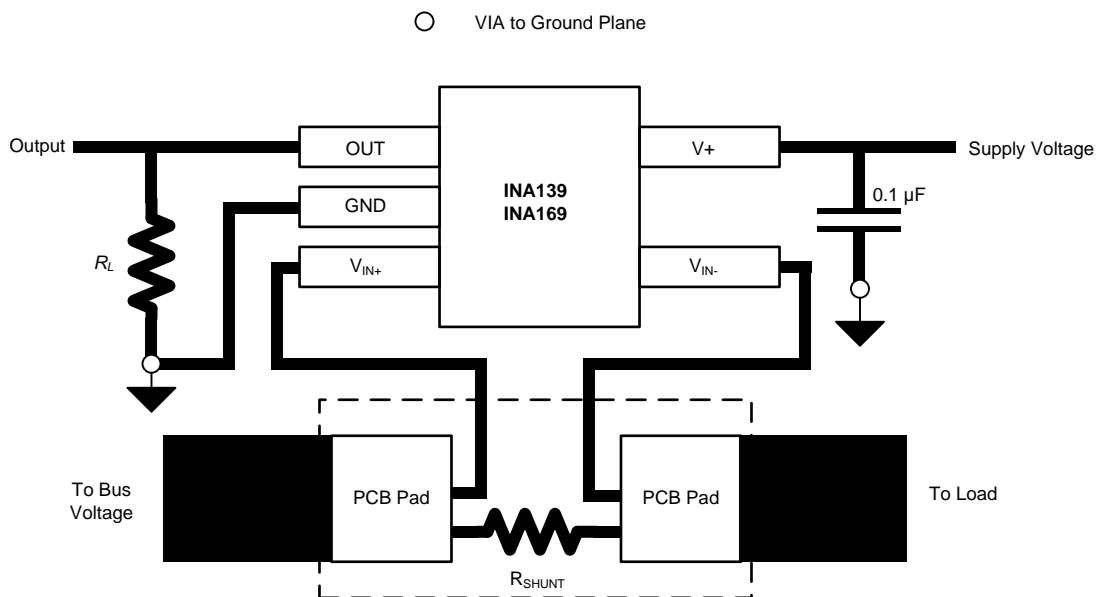 VIA to Ground Plane
Output
OUT
V+
Supply Voltage
INA139
INA169
0.1 µF
GND
R_L
V_IN+
V_IN-
To Bus
Voltage
PCB Pad
PCB Pad
To Load
R_SHUNT